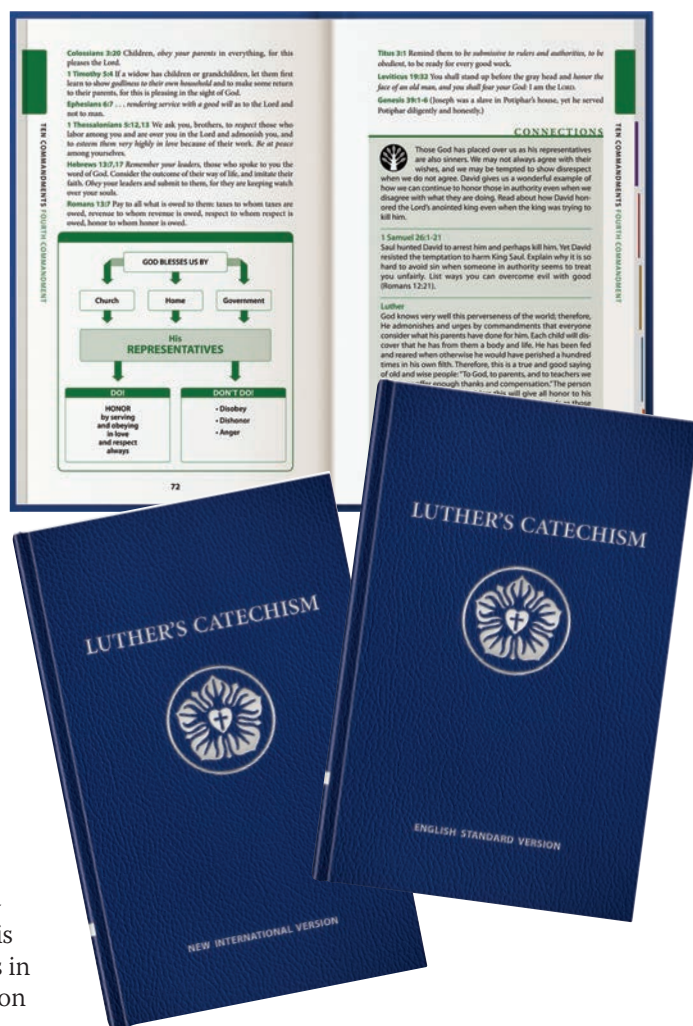 Colossians 3:20 Children, obey your parents in everything, for this
pleases the Lord.
1 Timothy 5:4 If a widow has children or grandchildren, let them first
learn to show godliness to their own household and to make some return
to their parents, for this is pleasing in the sight of God.
Ephesians 6:7 . . . rendering service with a good will as to the Lord and
not to man.
1 Thessalonians 5:12,13 We ask you, brothers, to respect those who
labor among you and are over you in the Lord and admonish you, and
to esteem them very highly in love because of their work. Be at peace
among yourselves.
Hebrews 13:7,17 Remember your leaders, those who spoke to you the
word of God. Consider the outcome of their way of life, and imitate their
faith. Obey your leaders and submit to them, for they are keeping watch
over your souls.
Romans 13:7 Pay to all what is owed to them: taxes to whom taxes are
owed, revenue to whom revenue is owed, respect to whom respect is
owed, honor to whom honor is owed.
TEN COMMANDMENTS FOURTH COMMANDMENT
GOD BLESSES US BY
Church
Home
Government
His
REPRESENTATIVES
DO!
HONOR
by serving
and obeying
in love
and respect
always
DON'T DO!
• Disobey
• Dishonor
• Anger
72
Titus 3:1 Remind them to be submissive to rulers and authorities, to be
obedient, to be ready for every good work.
Leviticus 19:32 You shall stand up before the gray head and honor the
face of an old man, and you shall fear your God: I am the LORD.
Genesis 39:1-6 (Joseph was a slave in Potiphar's house, yet he served
Potiphar diligently and honestly.)
TEN COMMANDMENTS FOURTH COMMANDMENT
CONNECTIONS
Those God has placed over us as his representatives
are also sinners. We may not always agree with their
wishes, and we may be tempted to show disrespect
when we do not agree. David gives us a wonderful example of
how we can continue to honor those in authority even when we
disagree with what they are doing. Read about how David hon-
ored the Lord's anointed king even when the king was trying to
kill him.
1 Samuel 26:1-21
Saul hunted David to arrest him and perhaps kill him. Yet David
resisted the temptation to harm King Saul. Explain why it is so
hard to avoid sin when someone in authority seems to treat
you unfairly. List ways you can overcome evil with good
(Romans 12:21).
Luther
God knows very well this perverseness of the world; therefore,
He admonishes and urges by commandments that everyone
consider what his parents have done for him. Each child will dis-
cover that he has from them a body and life. He has been fed
and reared when otherwise he would have perished a hundred
times in his own filth. Therefore, this is a true and good saying
of old and wise people: "To God, to parents, and to teachers we
enough thanks and compensation." The person
this will give all honor to his
those
LUTHER'S CATECHISM
NEW INTERNATIONAL VERSION
LUTHER'S CATECHISM
ENGLISH STANDARD VERSION
is
s in
on